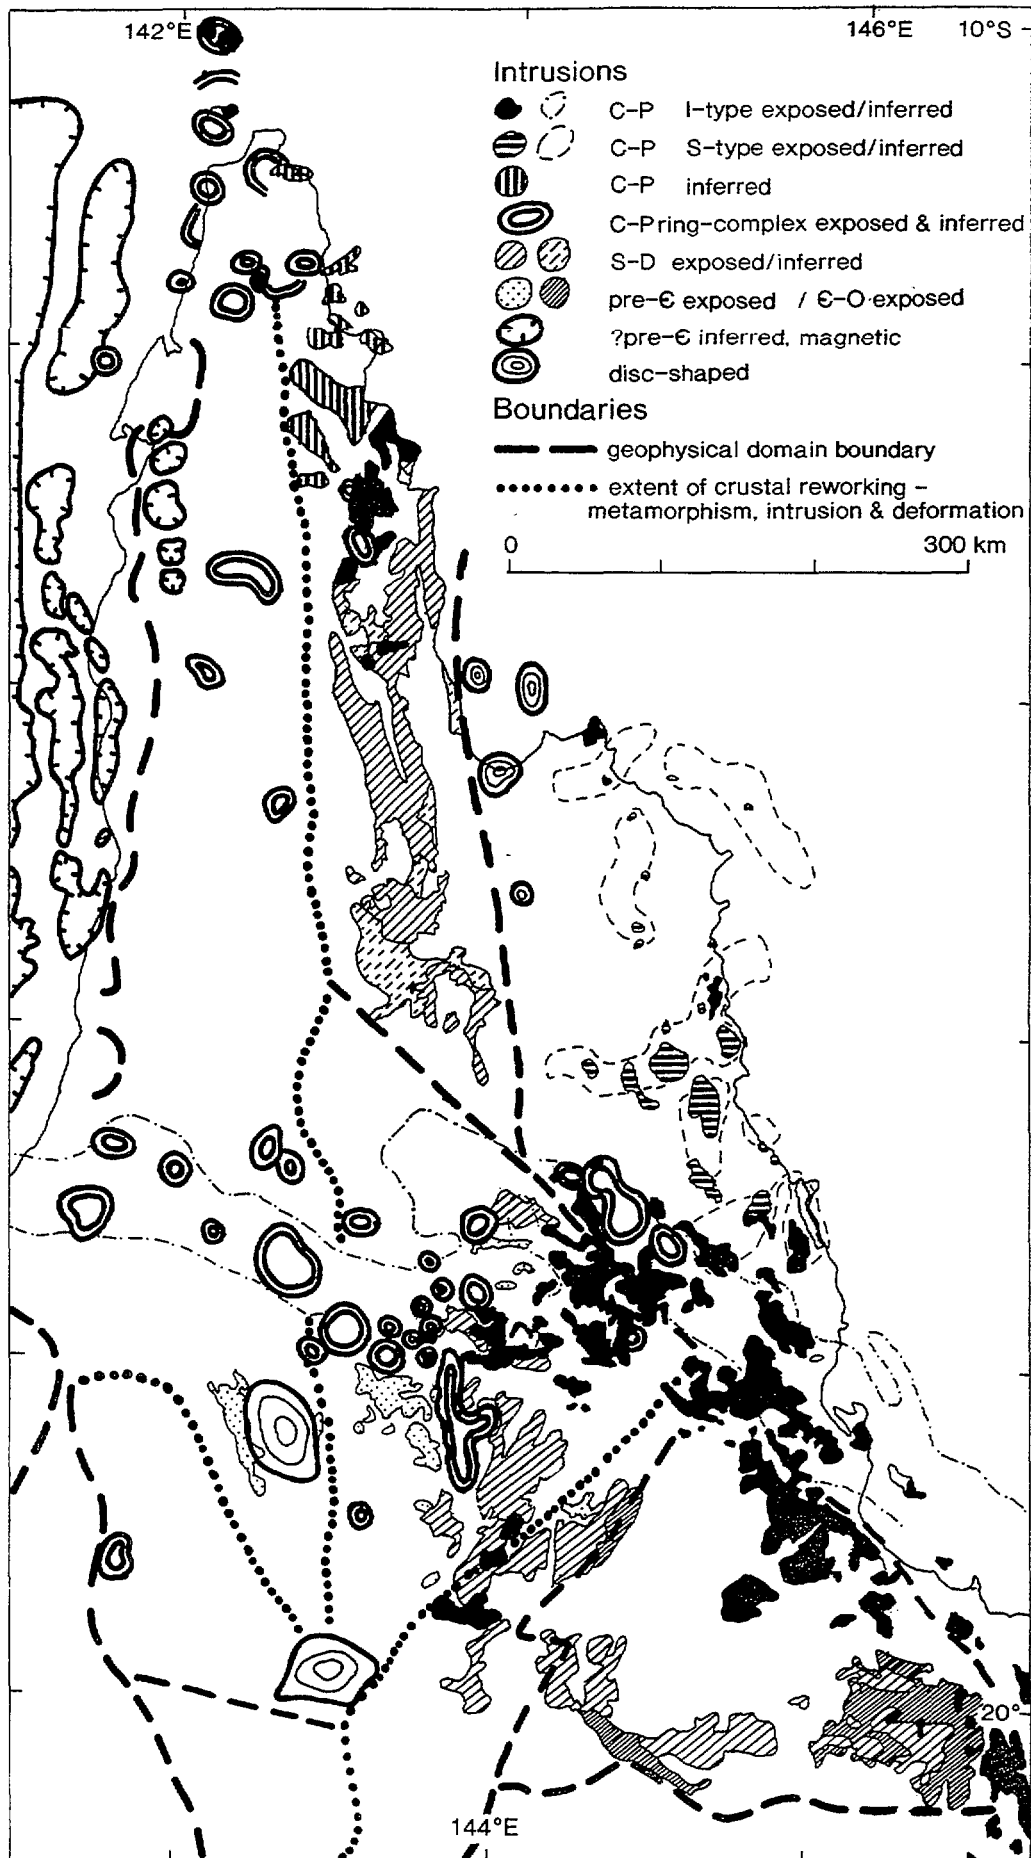 142°E 146°E 10°S
Intrusions
C-P I-type exposed/inferred
C-P S-type exposed/inferred
C-P inferred
C-P ring-complex exposed & inferred
S-D exposed/inferred
pre-Є exposed / Є-O exposed
?pre-Є inferred, magnetic
disc-shaped
Boundaries
geophysical domain boundary
extent of crustal reworking –
metamorphism, intrusion & deformation
0 300 km
20°
144°E